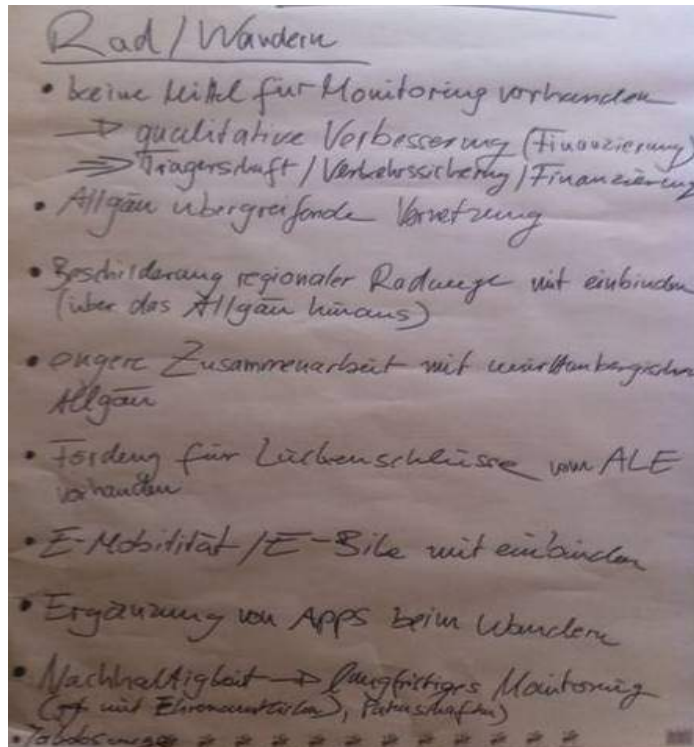 Rad / Wandern
• keine Mittel für Monitoring vorhanden
→ qualitative Verbesserung (Finanzierung)
⇒ Trägerschaft / Verkehrssicherung / Finanzierung
• Allgäu übergreifende Vernetzung
• Beschilderung regionaler Radwege mit einbinden
(über das Allgäu hinaus)
• engere Zusammenarbeit mit württembergischen
Allgäu
• Förderung für Lückenschlüsse vom ALE
vorhanden
• E-Mobilität / E-Bike mit einbinden
• Ergänzung von Apps beim Wandern
• Nachhaltigkeit → langfristiges Monitoring
mit Ehrenamtlichen), Patenschaften)